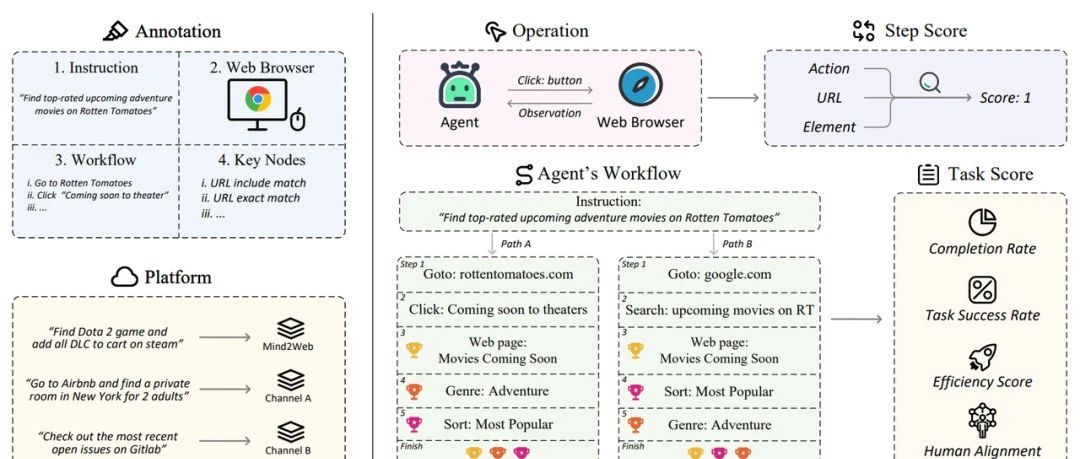 Annotation
1. Instruction
“Find top-rated upcoming adventure
movies on Rotten Tomatoes”
2. Web Browser
3. Workflow
i. Go to Rotten Tomatoes
ii. Click “Coming soon to theater”
iii. ...
4. Key Nodes
i. URL include match
ii. URL exact match
iii. ...
Platform
“Find Dota 2 game and
add all DLC to cart on steam”
Mind2Web
“Go to Airbnb and find a private
room in New York for 2 adults”
Channel A
“Check out the most recent
open issues on Gitlab”
Channel B
Operation
Agent
Click: button
Observation
Web Browser
Step Score
Action
URL
Element
Score: 1
Agent’s Workflow
Instruction:
“Find top-rated upcoming adventure movies on Rotten Tomatoes”
Path A
Path B
Step 1
Goto: rottentomatoes.com
2
Click: Coming soon to theaters
3
Web page:
Movies Coming Soon
4
Genre: Adventure
5
Sort: Most Popular
Finish
Step 1
Goto: google.com
2
Search: upcoming movies on RT
3
Web page:
Movies Coming Soon
4
Sort: Most Popular
5
Genre: Adventure
Finish
Task Score
Completion Rate
Task Success Rate
Efficiency Score
Human Alignment